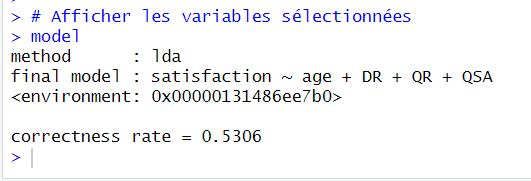 > # Afficher les variables sélectionnées
> model
method      : lda
final model : satisfaction ~ age + DR + QR + QSA
<environment: 0x00000131486ee7b0>
correctness rate = 0.5306
>